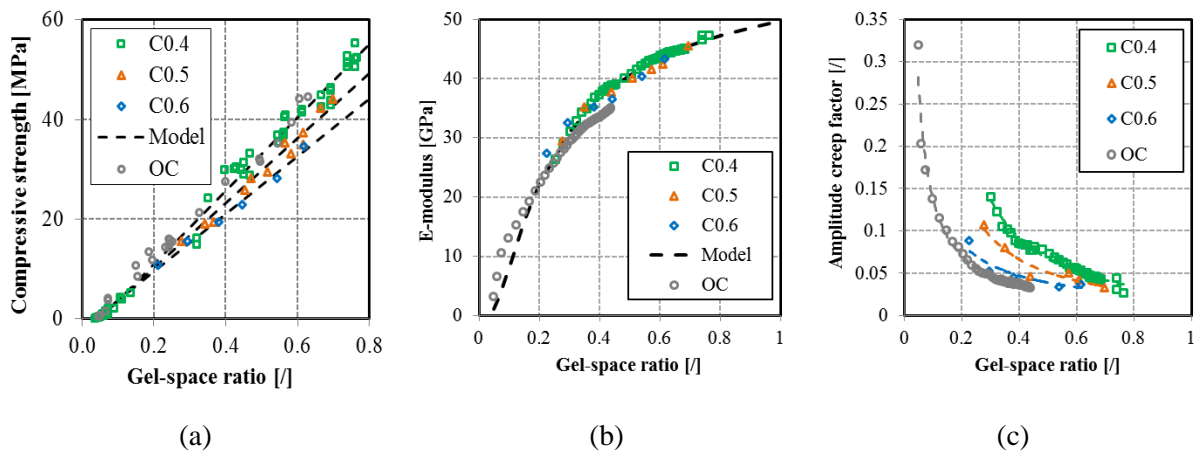 Compressive strength [MPa]
60
40
20
0
C0.4
C0.5
C0.6
Model
OC
0.0 0.2 0.4 0.6 0.8
Gel-space ratio [/]
(a)
E-modulus [GPa]
50
40
30
20
10
0
C0.4
C0.5
C0.6
Model
OC
0 0.2 0.4 0.6 0.8 1
Gel-space ratio [/]
(b)
Amplitude creep factor [/]
0.35
0.3
0.25
0.2
0.15
0.1
0.05
0
C0.4
C0.5
C0.6
OC
0 0.2 0.4 0.6 0.8 1
Gel-space ratio [/]
(c)